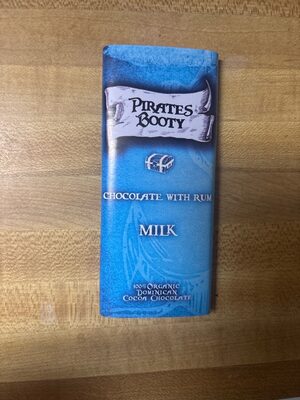 PIRATES
BOOTY
CHOCOLATE WITH RUM
MILK
100% ORGANIC
DOMINICAN
COCOA CHOCOLATE